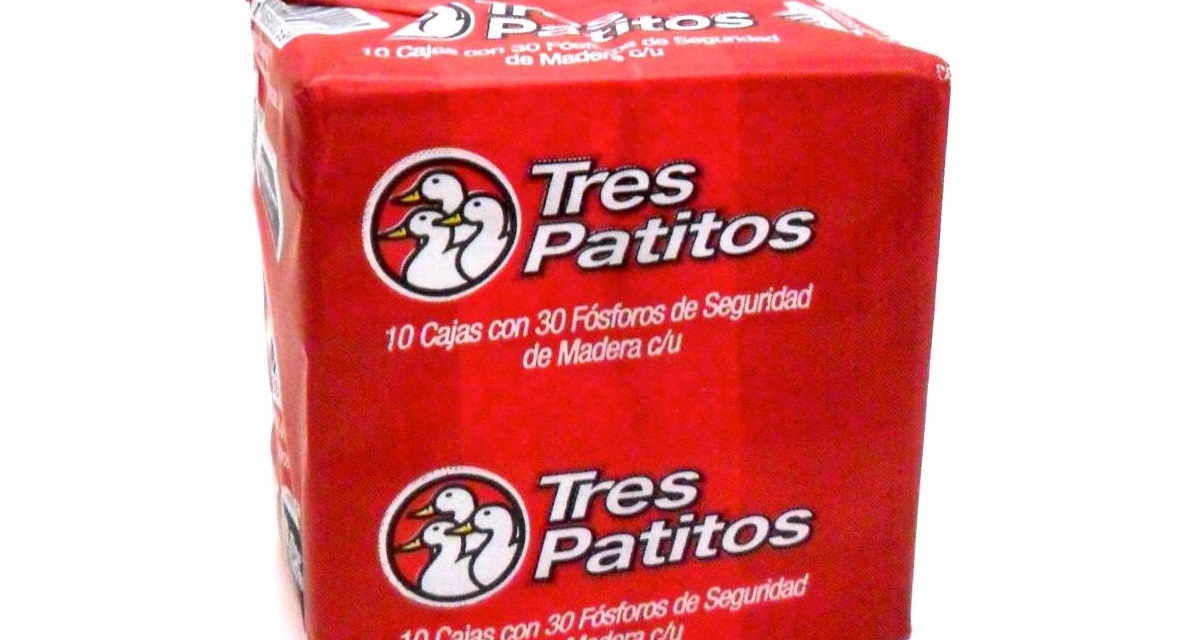 Tres
Patitos
10 Cajas con 30 Fósforos de Seguridad
de Madera c/u
Tres
Patitos
10 Cajas con 30 Fósforos de Seguridad
de Madera c/u
Tres
Patitos
10 Cajas con 30 Fósforos de Seguridad
Madera c/u